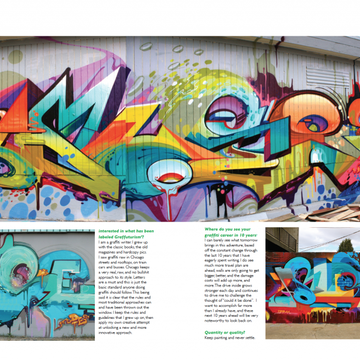 Interested in what has been
labeled Graffuturism?
I am a graffiti writer. I grew up
with the classic books, the old
magazines and hardcopy pics.
I saw graffiti raw in Chicago
streets and rooftops, on train
cars and busses. Chicago keeps
a very real, raw, and no bullshit
approach to its style. Letters
are a must and this is just the
basic standard anyone doing
graffiti should follow. This being
said it is clear that the rules and
most traditional approaches can
and have been thrown out the
window. I keep the rules and
guidelines that I grew up on, then
apply my own creative attempt
at unlocking a new and more
innovative approach.
Where do you see your
graffiti career in 10 years
I can barely see what tomorrow
brings in this adventure, based
off the constant change through
the last 10 years that I have
eagerly spent writing. I do see
much more travel plans are
ahead, walls are only going to get
bigger, better and the damage
costs will add up more and
more. The drive inside grows
stronger each day and continues
to drive me to challenge the
thought of "could it be done"... I
want to accomplish far more
than I already have, and these
next 10 years ahead will be very
noteworthy to look back on.
Quantity or quality?
Keep painting and never settle.